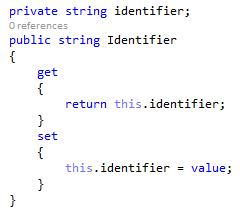 private string identifier;
0 references
public string Identifier
{
    get
    {
        return this.identifier;
    }
    set
    {
        this.identifier = value;
    }
}